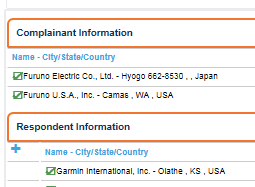 Complainant Information
Name - City/State/Country
Furuno Electric Co., Ltd. - Hyogo 662-8530 , , Japan
Furuno U.S.A., Inc. - Camas , WA , USA
Respondent Information
Name - City/State/Country
Garmin International, Inc. - Olathe , KS , USA